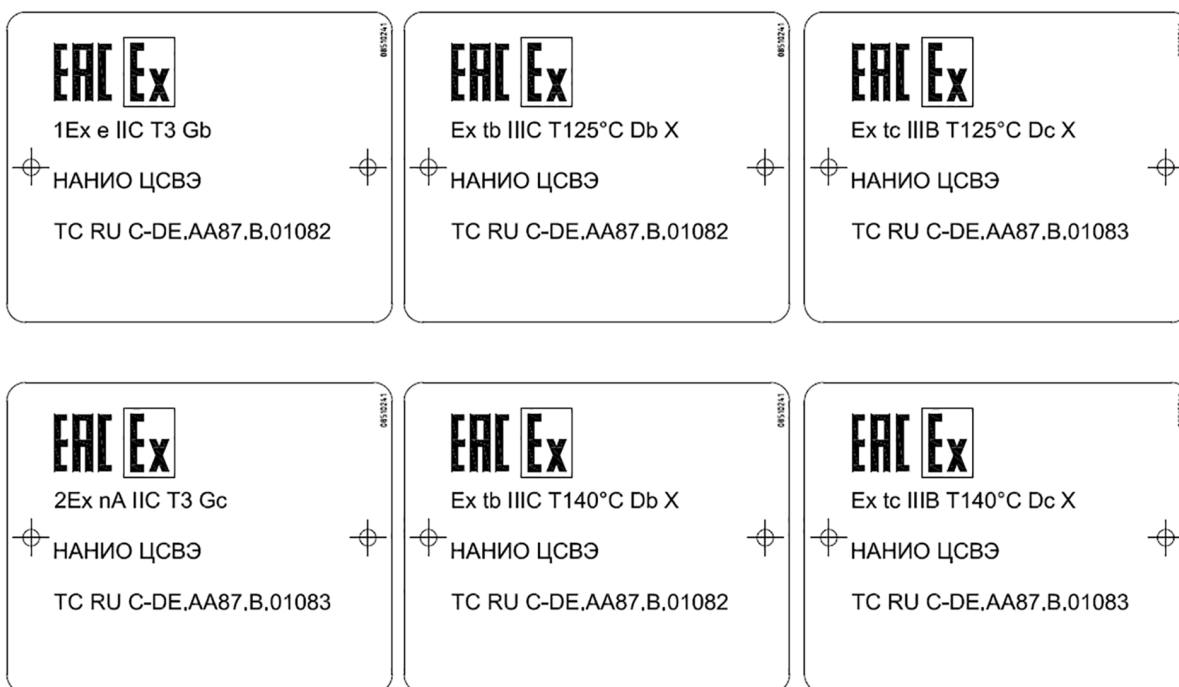 08510241
EAC Ex
1Ex e IIC T3 Gb
НАНИО ЦСВЭ
TC RU C-DE.AA87.B.01082
08510241
EAC Ex
Ex tb IIIC T125°C Db X
НАНИО ЦСВЭ
TC RU C-DE.AA87.B.01082
EAC Ex
Ex tc IIIB T125°C Dc X
НАНИО ЦСВЭ
TC RU C-DE.AA87.B.01083
08510241
EAC Ex
2Ex nA IIC T3 Gc
НАНИО ЦСВЭ
TC RU C-DE.AA87.B.01083
08510241
EAC Ex
Ex tb IIIC T140°C Db X
НАНИО ЦСВЭ
TC RU C-DE.AA87.B.01082
EAC Ex
Ex tc IIIB T140°C Dc X
НАНИО ЦСВЭ
TC RU C-DE.AA87.B.01083